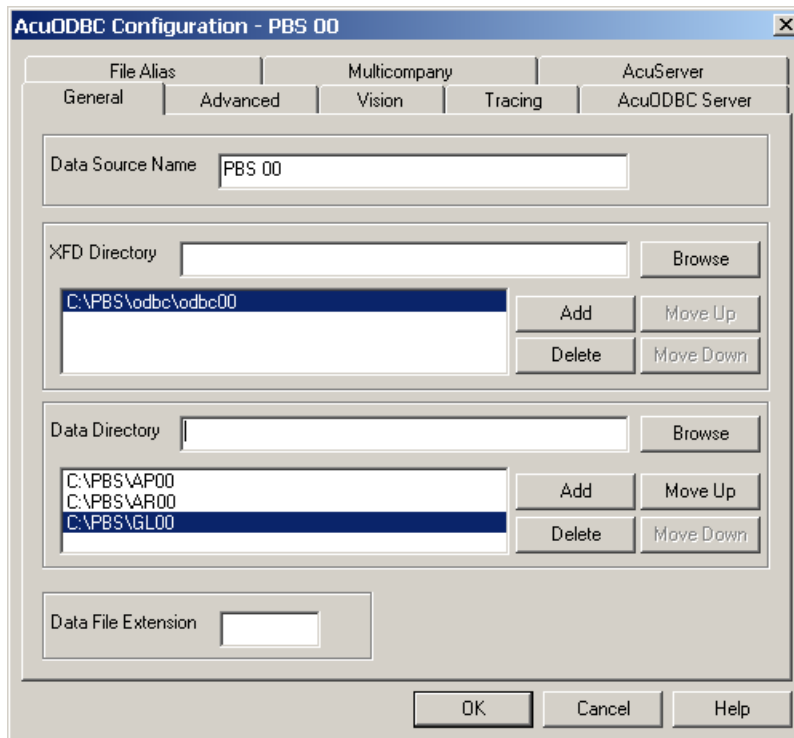 AcuODBC Configuration - PBS 00
File Alias Multicompany AcuServer
General Advanced Vision Tracing AcuODBC Server
Data Source Name PBS 00
XFD Directory Browse
C:\PBS\odbc\odbc00
Add Move Up
Delete Move Down
Data Directory Browse
C:\PBS\AP00
C:\PBS\AR00
C:\PBS\GL00
Add Move Up
Delete Move Down
Data File Extension
OK Cancel Help